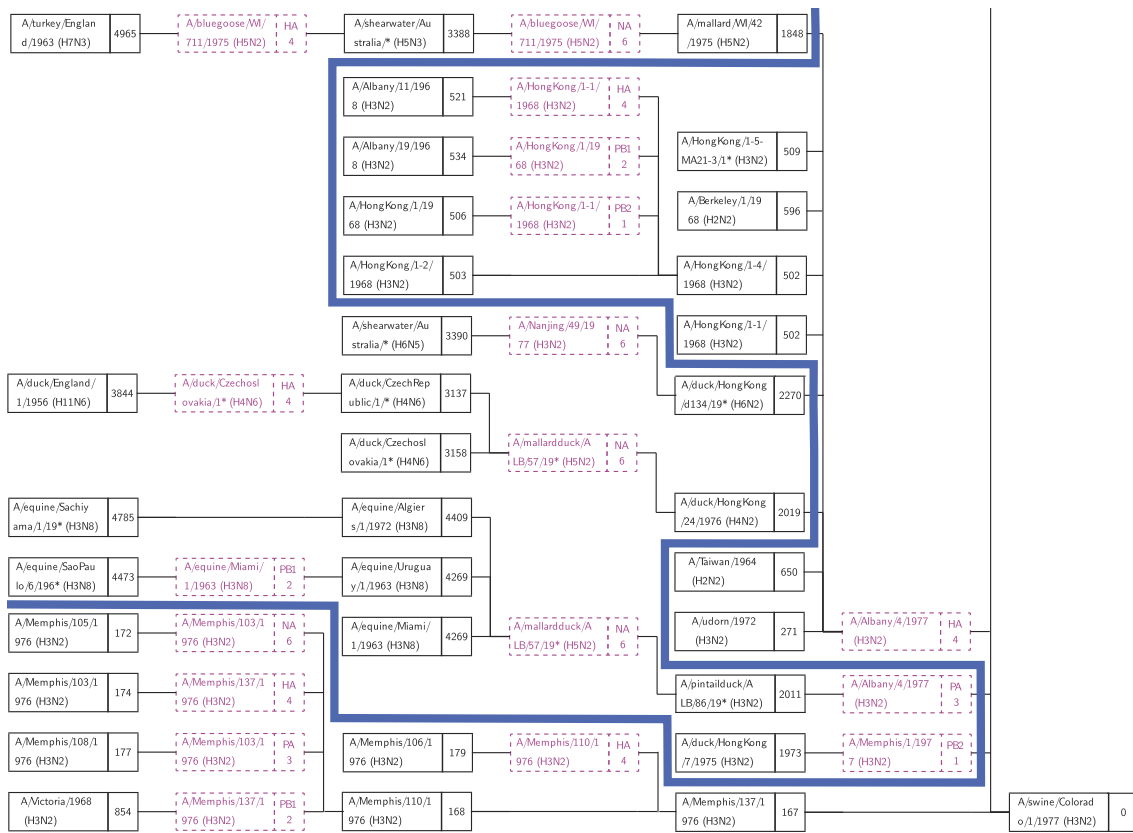 A/turkey/Englan
d/1963 (H7N3)
4965
A/bluegoose/WI/
711/1975 (H5N2)
HA
4
A/shearwater/Au
stralia/* (H5N3)
3388
A/bluegoose/WI/
711/1975 (H5N2)
NA
6
A/mallard/WI/42
/1975 (H5N2)
1848
A/Albany/11/196
8 (H3N2)
521
A/HongKong/1-1/
1968 (H3N2)
HA
4
A/Albany/19/196
8 (H3N2)
534
A/HongKong/1/19
68 (H3N2)
PB1
2
A/HongKong/1-5-
MA21-3/1* (H3N2)
509
A/HongKong/1/19
68 (H3N2)
506
A/HongKong/1-1/
1968 (H3N2)
PB2
1
A/Berkeley/1/19
68 (H2N2)
596
A/HongKong/1-2/
1968 (H3N2)
503
A/HongKong/1-4/
1968 (H3N2)
502
A/shearwater/Au
stralia/* (H6N5)
3390
A/Nanjing/49/19
77 (H3N2)
NA
6
A/HongKong/1-1/
1968 (H3N2)
502
A/duck/England/
1/1956 (H11N6)
3844
A/duck/Czechosl
ovakia/1* (H4N6)
HA
4
A/duck/CzechRep
ublic/1/* (H4N6)
3137
A/duck/HongKong
/d134/19* (H6N2)
2270
A/duck/Czechosl
ovakia/1* (H4N6)
3158
A/mallardduck/A
LB/57/19* (H5N2)
NA
6
A/equine/Sachiy
ama/1/19* (H3N8)
4785
A/equine/Algier
s/1/1972 (H3N8)
4409
A/duck/HongKong
/24/1976 (H4N2)
2019
A/equine/SaoPau
lo/6/196* (H3N8)
4473
A/equine/Miami/
1/1963 (H3N8)
PB1
2
A/equine/Urugua
y/1/1963 (H3N8)
4269
A/Taiwan/1964
(H2N2)
650
A/Memphis/105/1
976 (H3N2)
172
A/Memphis/103/1
976 (H3N2)
NA
6
A/equine/Miami/
1/1963 (H3N8)
4269
A/mallardduck/A
LB/57/19* (H5N2)
NA
6
A/udorn/1972
(H3N2)
271
A/Albany/4/1977
(H3N2)
HA
4
A/Memphis/103/1
976 (H3N2)
174
A/Memphis/137/1
976 (H3N2)
HA
4
A/pintailduck/A
LB/86/19* (H3N2)
2011
A/Albany/4/1977
(H3N2)
PA
3
A/Memphis/108/1
976 (H3N2)
177
A/Memphis/103/1
976 (H3N2)
PA
3
A/Memphis/106/1
976 (H3N2)
179
A/Memphis/110/1
976 (H3N2)
HA
4
A/duck/HongKong
/7/1975 (H3N2)
1973
A/Memphis/1/197
7 (H3N2)
PB2
1
A/Victoria/1968
(H3N2)
854
A/Memphis/137/1
976 (H3N2)
PB1
2
A/Memphis/110/1
976 (H3N2)
168
A/Memphis/137/1
976 (H3N2)
167
A/swine/Colorad
o/1/1977 (H3N2)
0